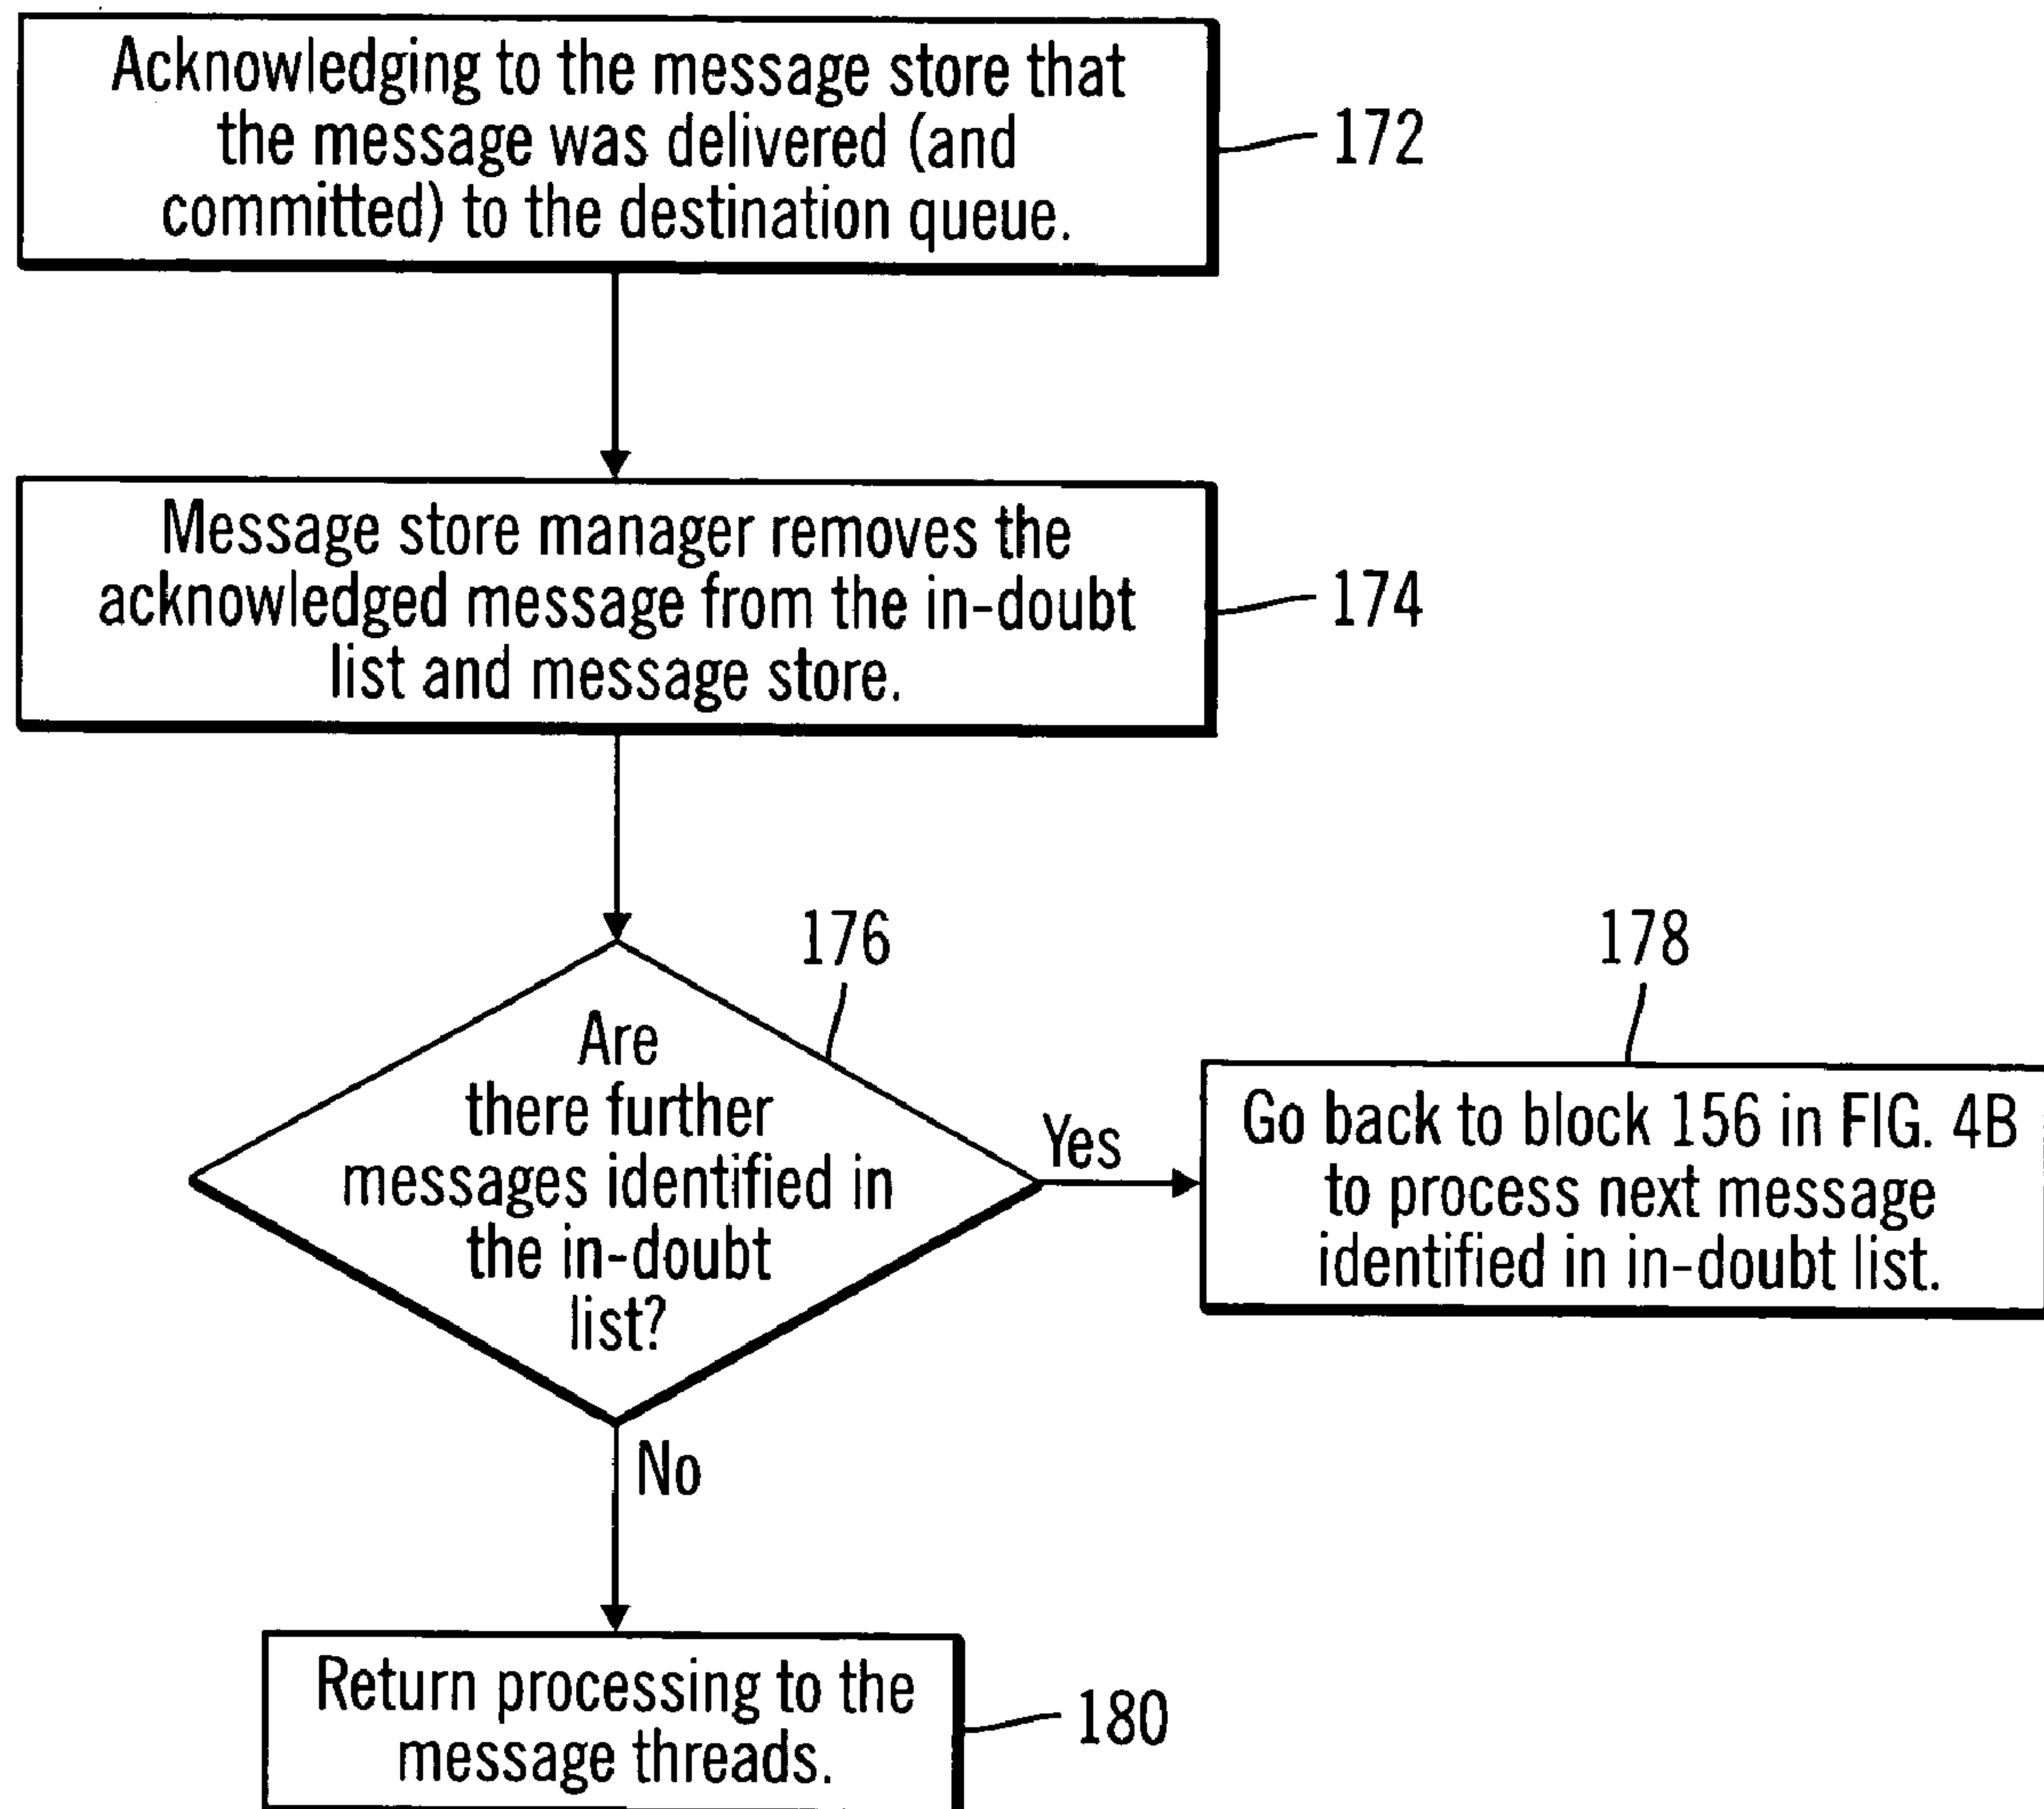 Acknowledging to the message store that
the message was delivered (and
committed) to the destination queue.
172
Message store manager removes the
acknowledged message from the in-doubt
list and message store.
174
176
Are
there further
messages identified in
the in-doubt
list?
Yes
178
Go back to block 156 in FIG. 4B
to process next message
identified in in-doubt list.
No
Return processing to the
message threads.
180